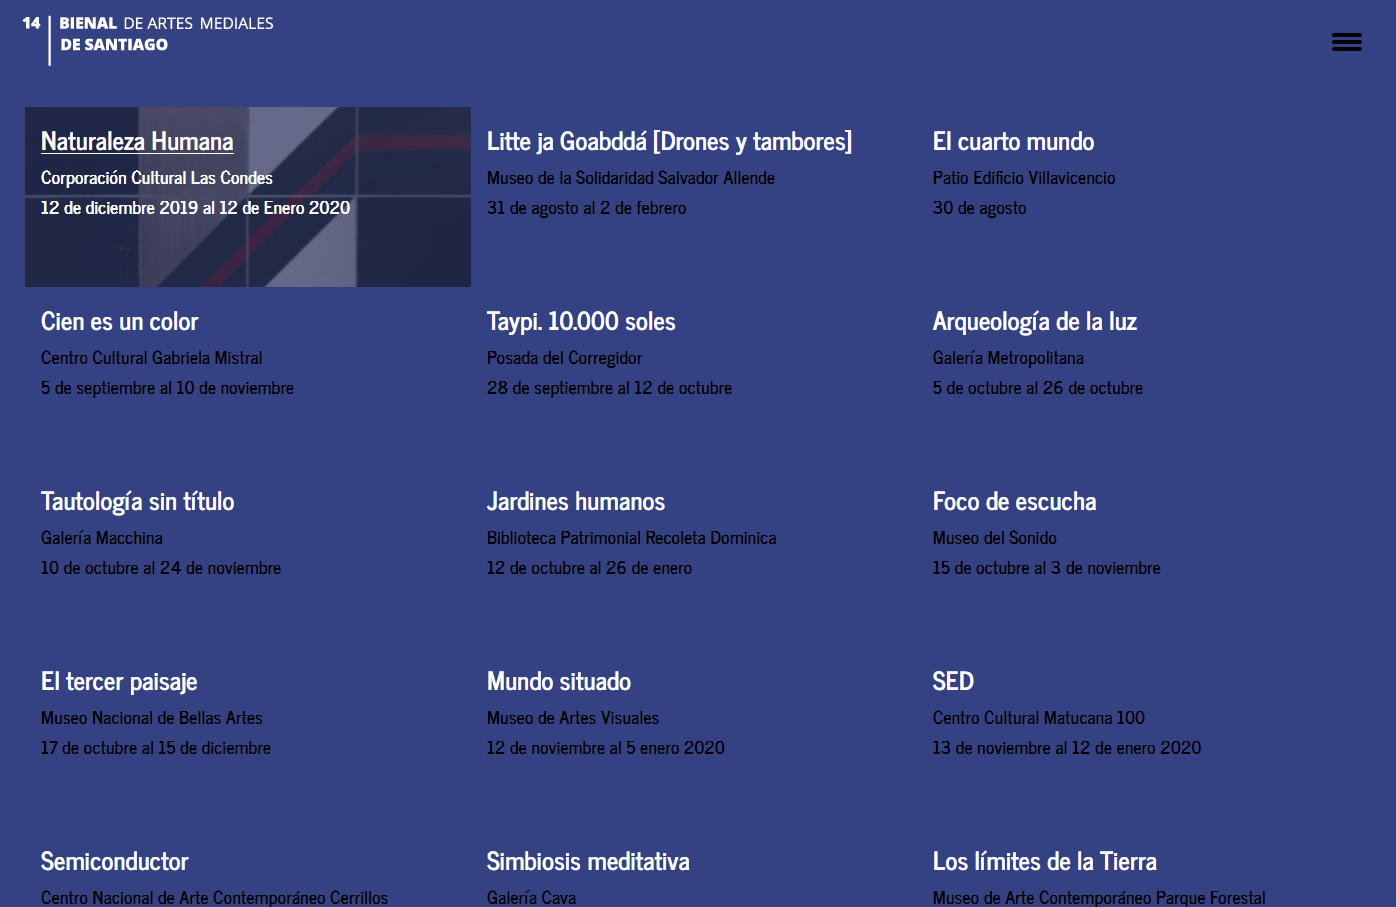 14 BIENAL DE ARTES MEDIALES
DE SANTIAGO
Naturaleza Humana
Corporación Cultural Las Condes
12 de diciembre 2019 al 12 de Enero 2020
Litte ja Goabddá [Drones y tambores]
Museo de la Solidaridad Salvador Allende
31 de agosto al 2 de febrero
El cuarto mundo
Patio Edificio Villavicencio
30 de agosto
Cien es un color
Centro Cultural Gabriela Mistral
5 de septiembre al 10 de noviembre
Taypi. 10.000 soles
Posada del Corregidor
28 de septiembre al 12 de octubre
Arqueología de la luz
Galería Metropolitana
5 de octubre al 26 de octubre
Tautología sin título
Galería Macchina
10 de octubre al 24 de noviembre
Jardines humanos
Biblioteca Patrimonial Recoleta Dominica
12 de octubre al 26 de enero
Foco de escucha
Museo del Sonido
15 de octubre al 3 de noviembre
El tercer paisaje
Museo Nacional de Bellas Artes
17 de octubre al 15 de diciembre
Mundo situado
Museo de Artes Visuales
12 de noviembre al 5 enero 2020
SED
Centro Cultural Matucana 100
13 de noviembre al 12 de enero 2020
Semiconductor
Centro Nacional de Arte Contemporáneo Cerrillos
Simbiosis meditativa
Galería Cava
Los límites de la Tierra
Museo de Arte Contemporáneo Parque Forestal